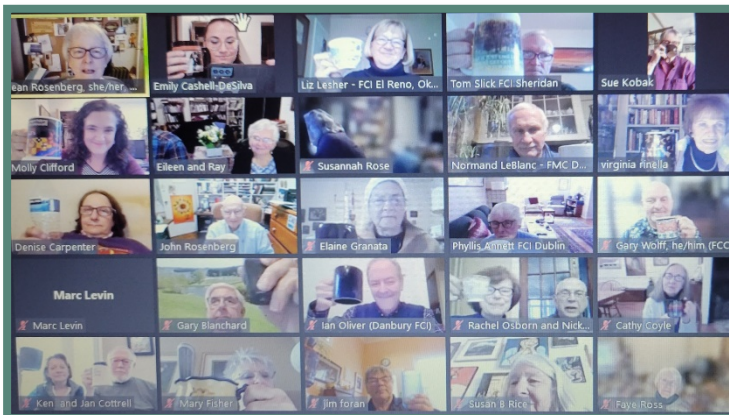 ean Rosenberg, she/her ...
Emily Cashell-DeSilva
Liz Lesher - FCI El Reno, Ok...
Tom Slick FCI Sheridan
Sue Kobak
Molly Clifford
Eileen and Ray
Susannah Rose
Normand LeBlanc - FMC D...
virginia rinella
Denise Carpenter
John Rosenberg
Elaine Granata
Phyllis Annett FCI Dublin
Gary Wolff, he/him (FCC
Marc Levin
Marc Levin
Gary Blanchard
Ian Oliver (Danbury FCI)
Rachel Osborn and Nick...
Cathy Coyle
Ken and Jan Cottrell
Mary Fisher
jim foran
Susan B Rice
Faye Ross